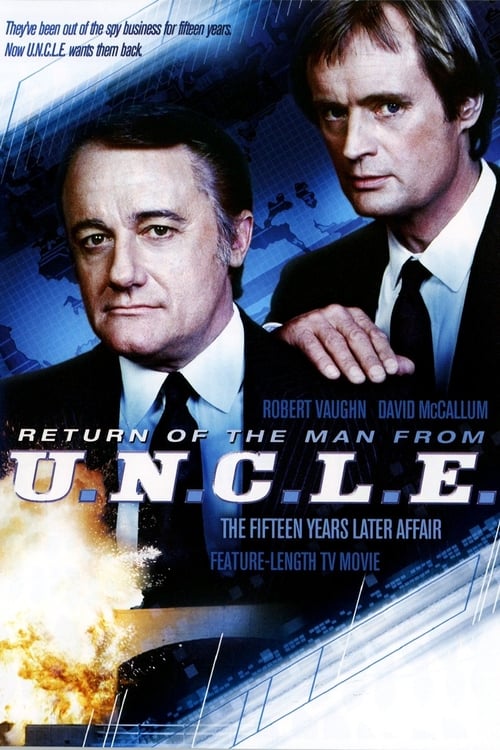 They've been out of the spy business for fifteen years.
Now U.N.C.L.E. wants them back.
ROBERT VAUGHN DAVID McCALLUM
RETURN OF THE MAN FROM
U.N.C.L.E.
THE FIFTEEN YEARS LATER AFFAIR
FEATURE-LENGTH TV MOVIE